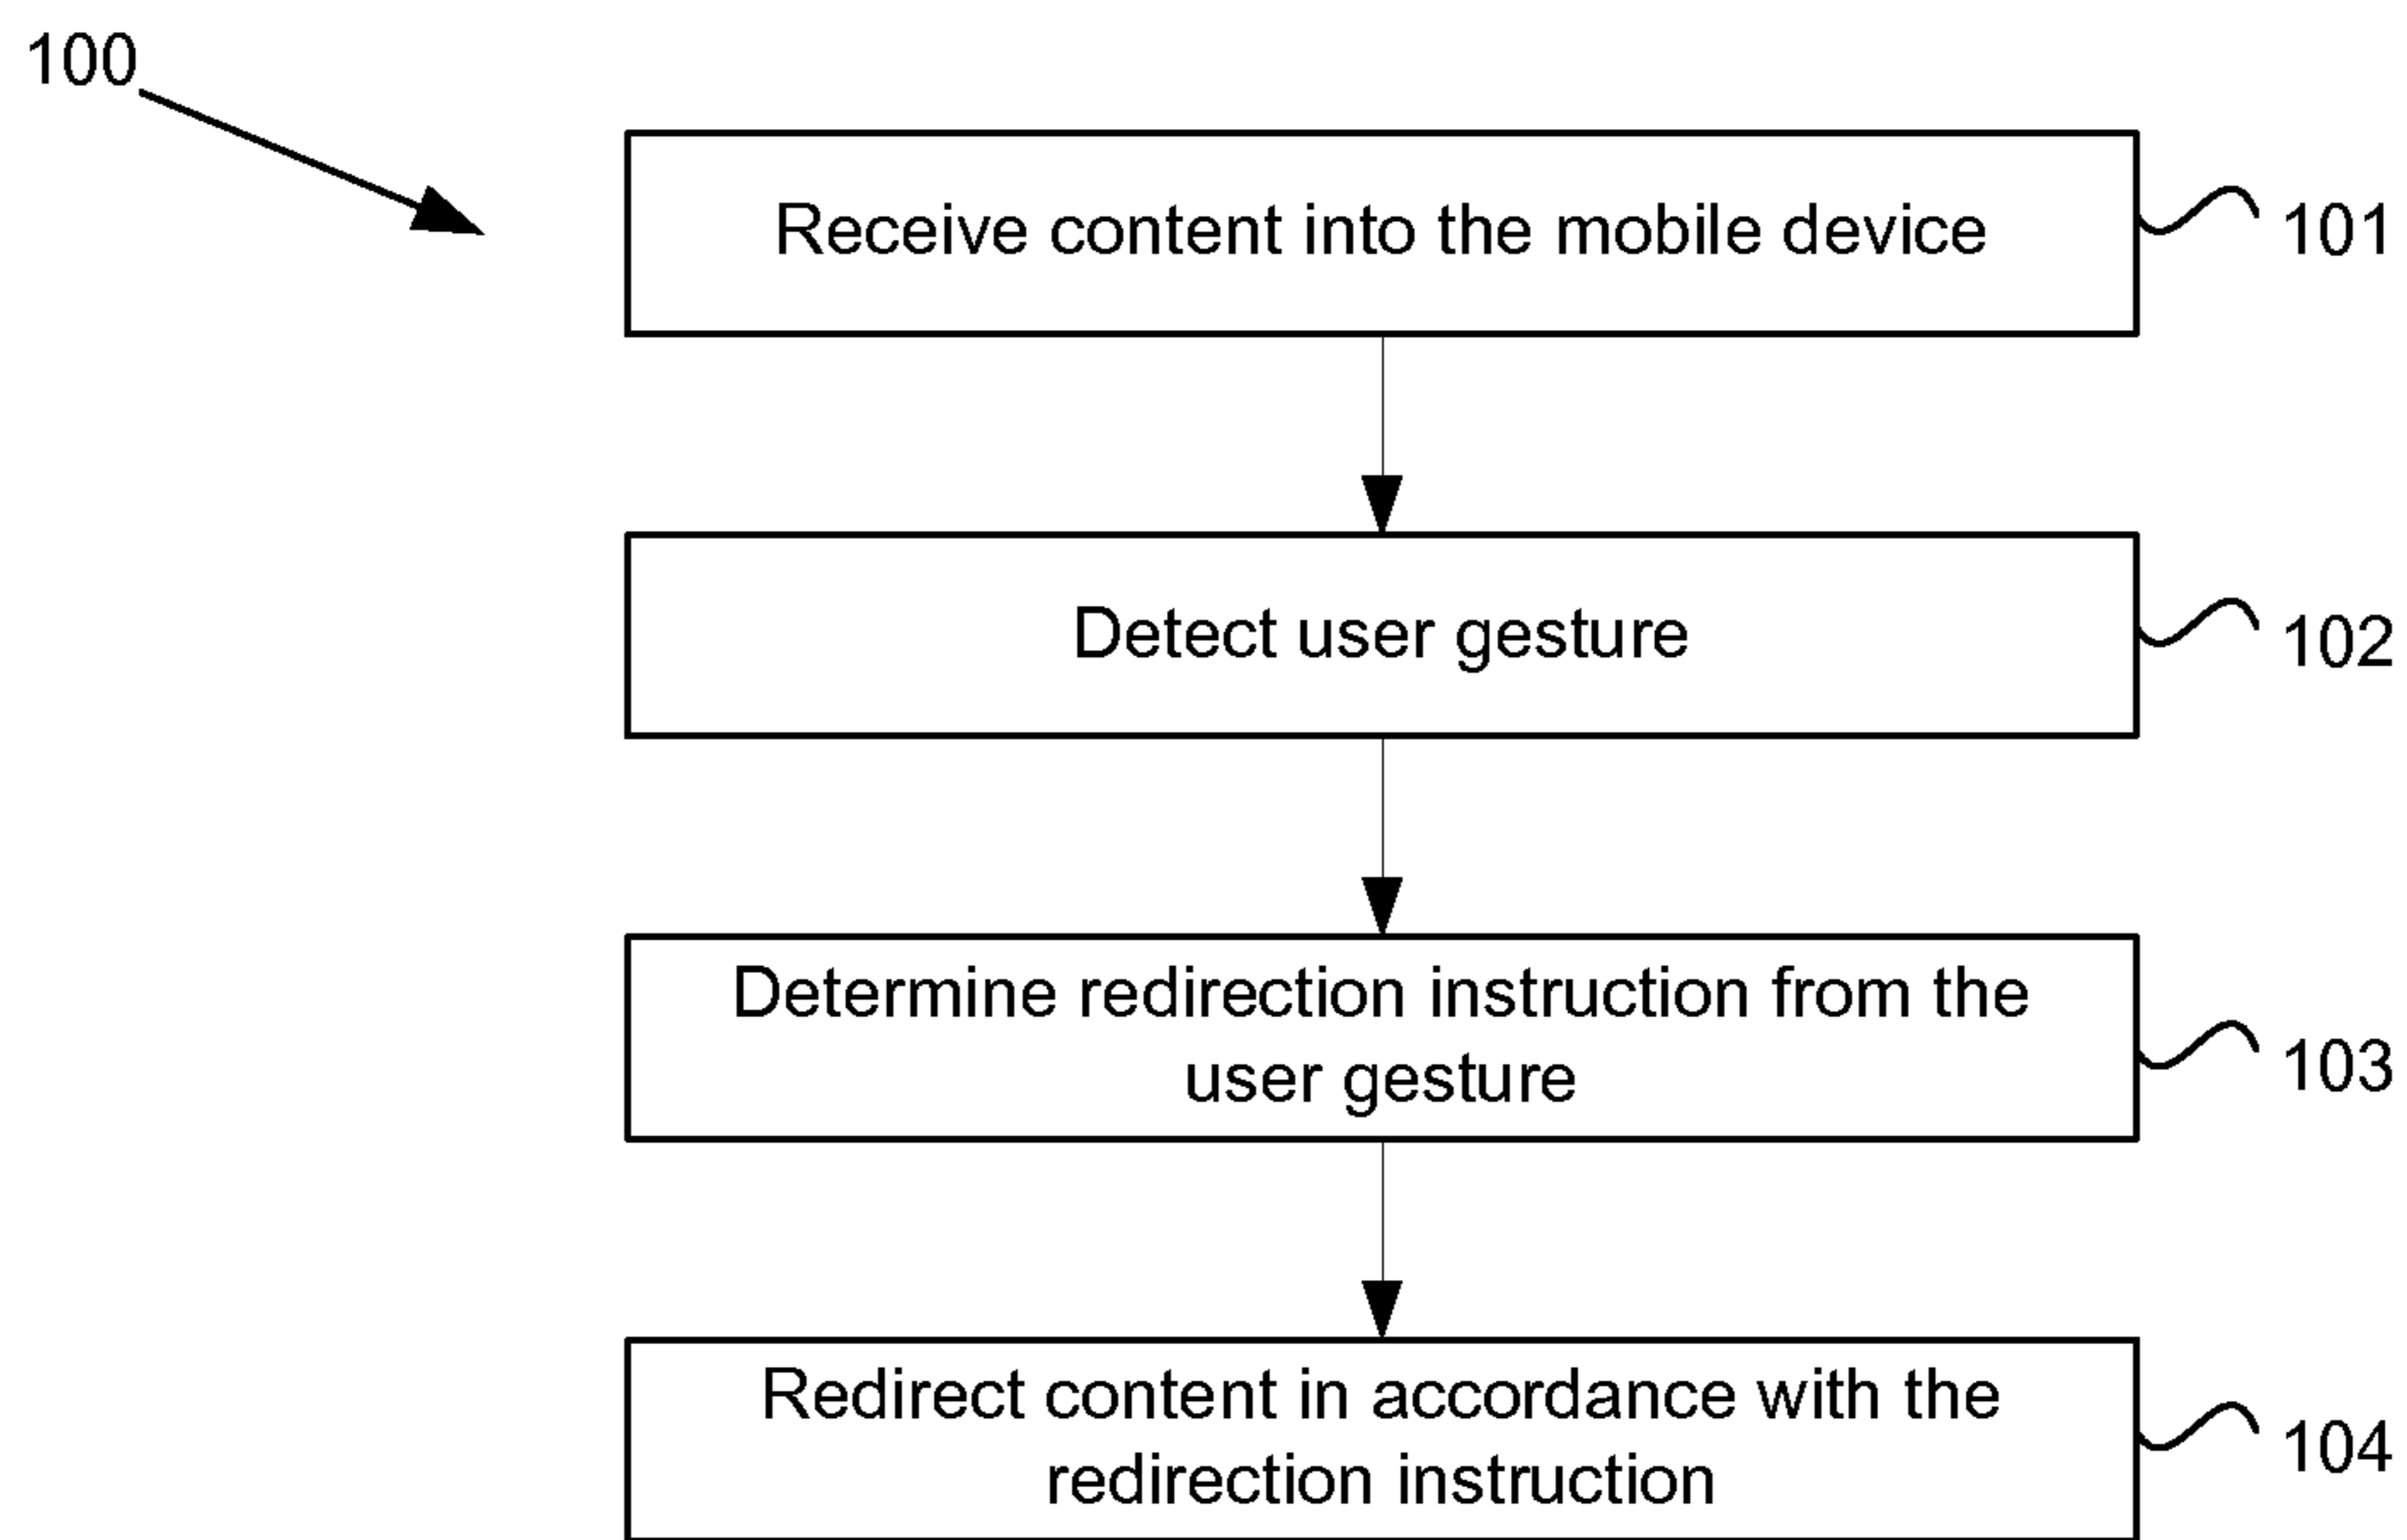 100
Receive content into the mobile device
101
Detect user gesture
102
Determine redirection instruction from the
user gesture
103
Redirect content in accordance with the
redirection instruction
104